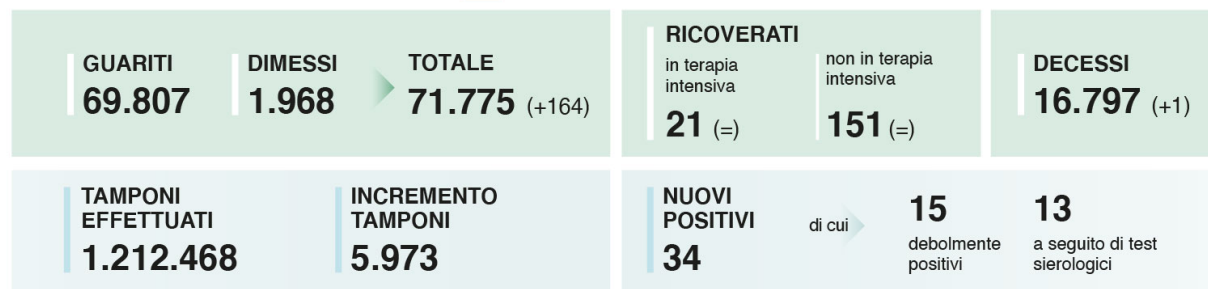 GUARITI
69.807
DIMESSI
1.968
TOTALE
71.775 (+164)
RICOVERATI
in terapia
intensiva
21 (=)
non in terapia
intensiva
151 (=)
DECESSI
16.797 (+1)
TAMPONI
EFFETTUATI
1.212.468
INCREMENTO
TAMPONI
5.973
NUOVI
POSITIVI
34
di cui
15
debolmente
positivi
13
a seguito di test
sierologici